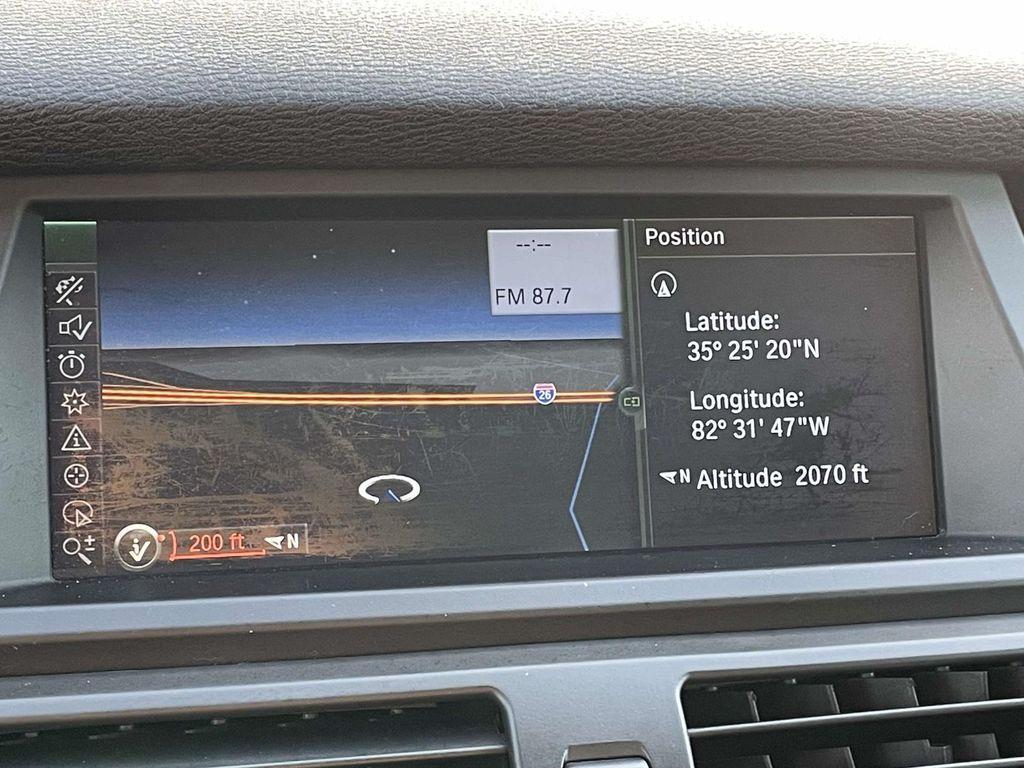 --:--
FM 87.7
26
200 ft
N
Position
Latitude:
35° 25' 20"N
Longitude:
82° 31' 47"W
N Altitude 2070 ft